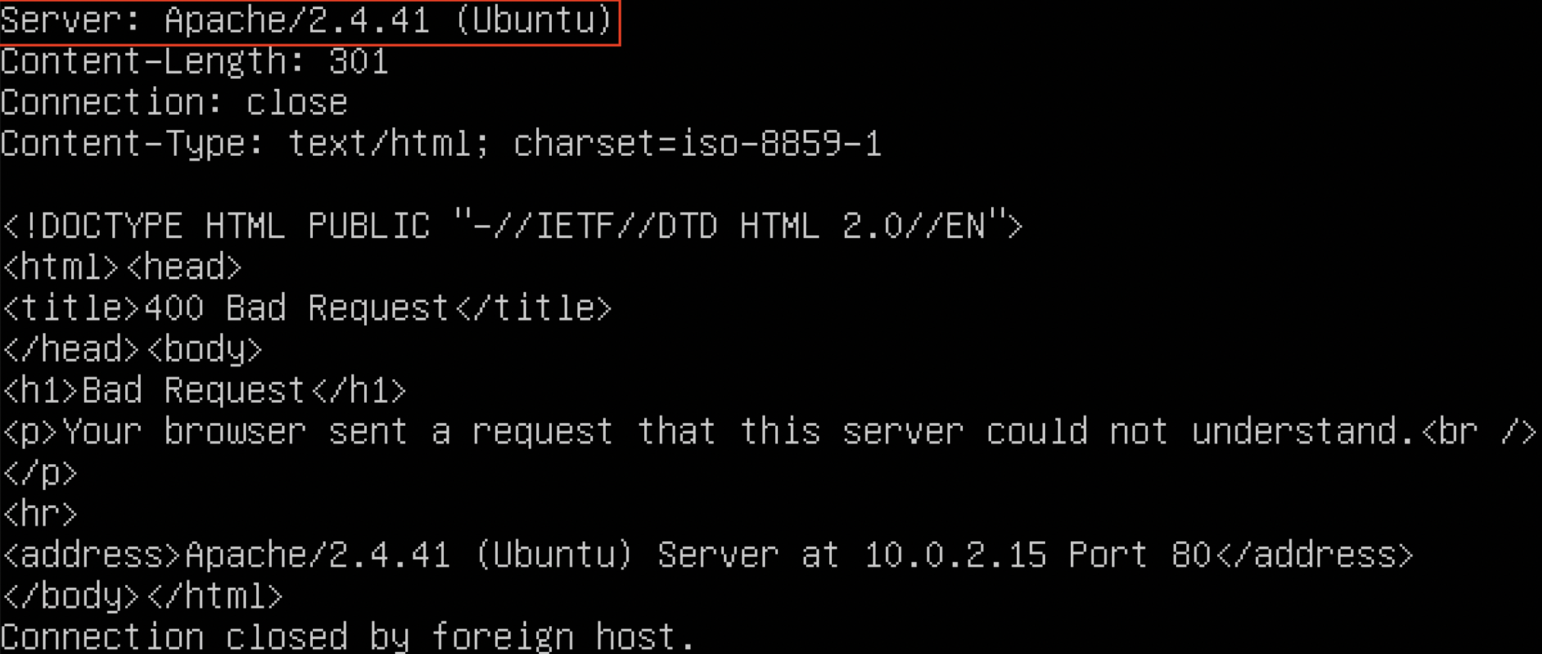 Server: Apache/2.4.41 (Ubuntu)
Content-Length: 301
Connection: close
Content-Type: text/html; charset=iso-8859-1
<!DOCTYPE HTML PUBLIC "-//IETF//DTD HTML 2.0//EN">
<html><head>
<title>400 Bad Request</title>
</head><body>
<h1>Bad Request</h1>
<p>Your browser sent a request that this server could not understand.<br />
</p>
<hr>
<address>Apache/2.4.41 (Ubuntu) Server at 10.0.2.15 Port 80</address>
</body></html>
Connection closed by foreign host.